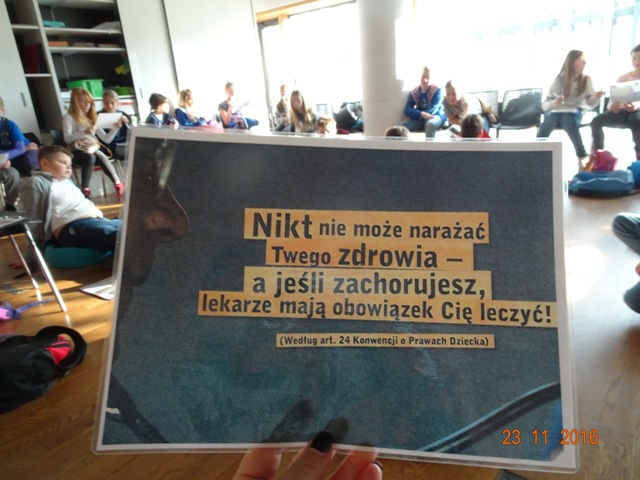 Nikt nie może narażać
Twego zdrowia –
a jeśli zachorujesz,
lekarze mają obowiązek Cię leczyć!
(Według art. 24 Konwencji o Prawach Dziecka)
23 11 2016